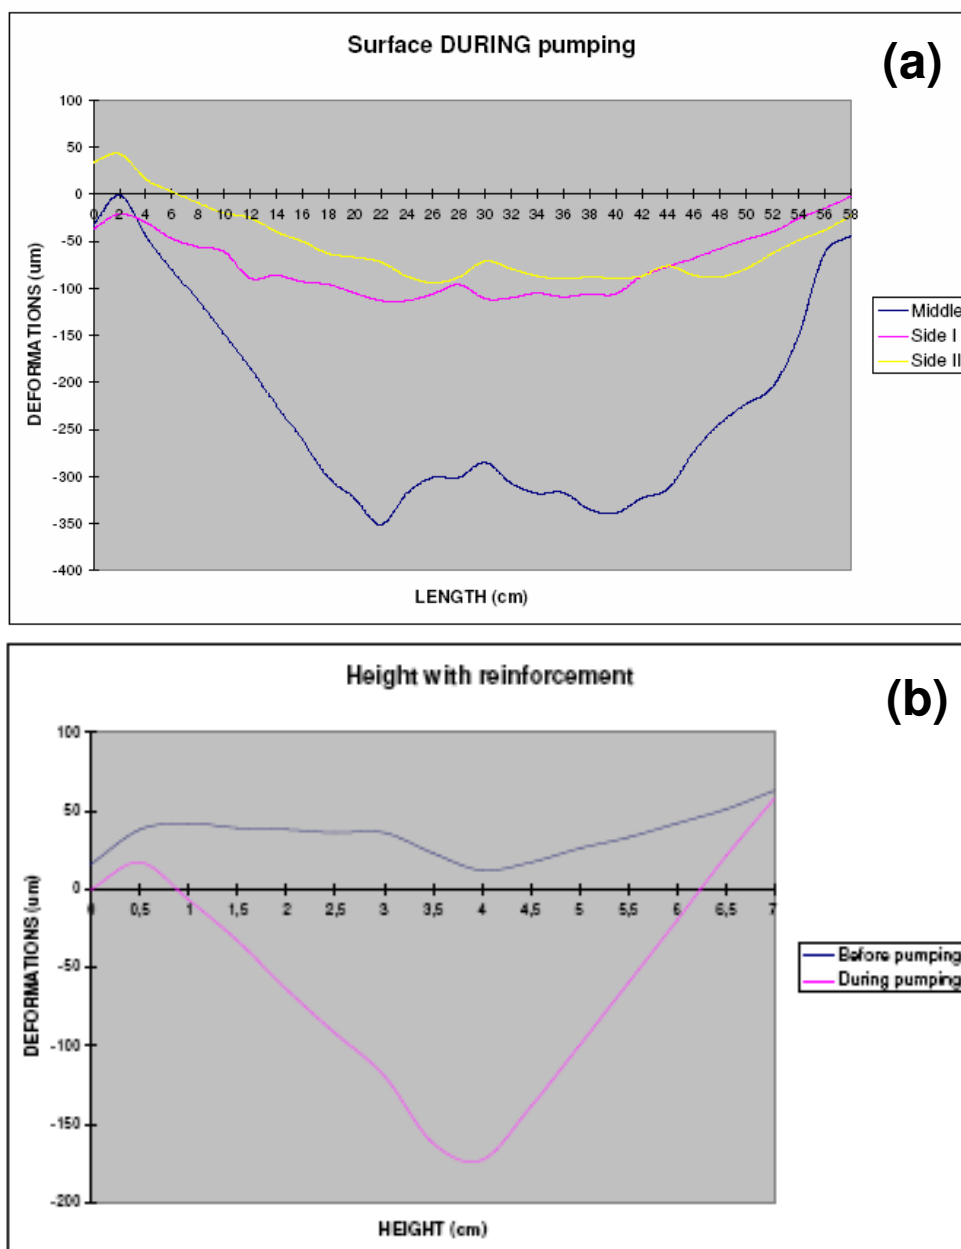 Surface DURING pumping
(a)
100
50
0
0 2 4 6 8 10 12 14 16 18 20 22 24 26 28 30 32 34 36 38 40 42 44 46 48 50 52 54 56 58
-50
-100
-150
-200
-250
-300
-350
-400
DEFORMATIONS (um)
LENGTH (cm)
Middle
Side I
Side II
Height with reinforcement
(b)
100
50
0
0 0,5 1 1,5 2 2,5 3 3,5 4 4,5 5 5,5 6 6,5 7
-50
-100
-150
-200
DEFORMATIONS (um)
HEIGHT (cm)
Before pumping
During pumping